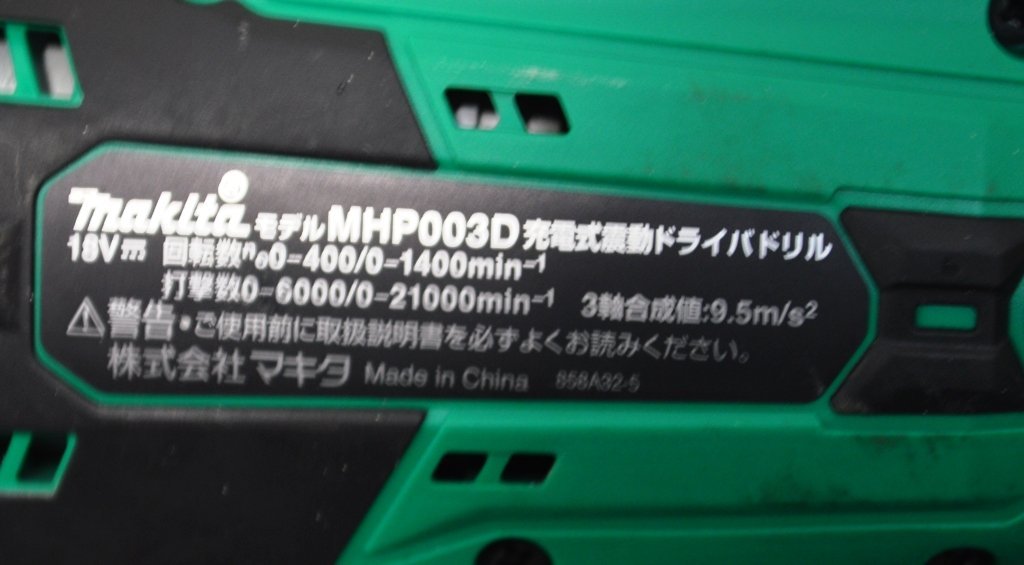 makita® モデル MHP003D 充電式震動ドライバドリル
18V 回転数n₀0-400/0-1400min⁻¹
打撃数0-6000/0-21000min⁻¹ 3軸合成値:9.5m/s²
警告・ご使用前に取扱説明書を必ずよくお読みください。
株式会社 マキタ Made in China 858A32-5